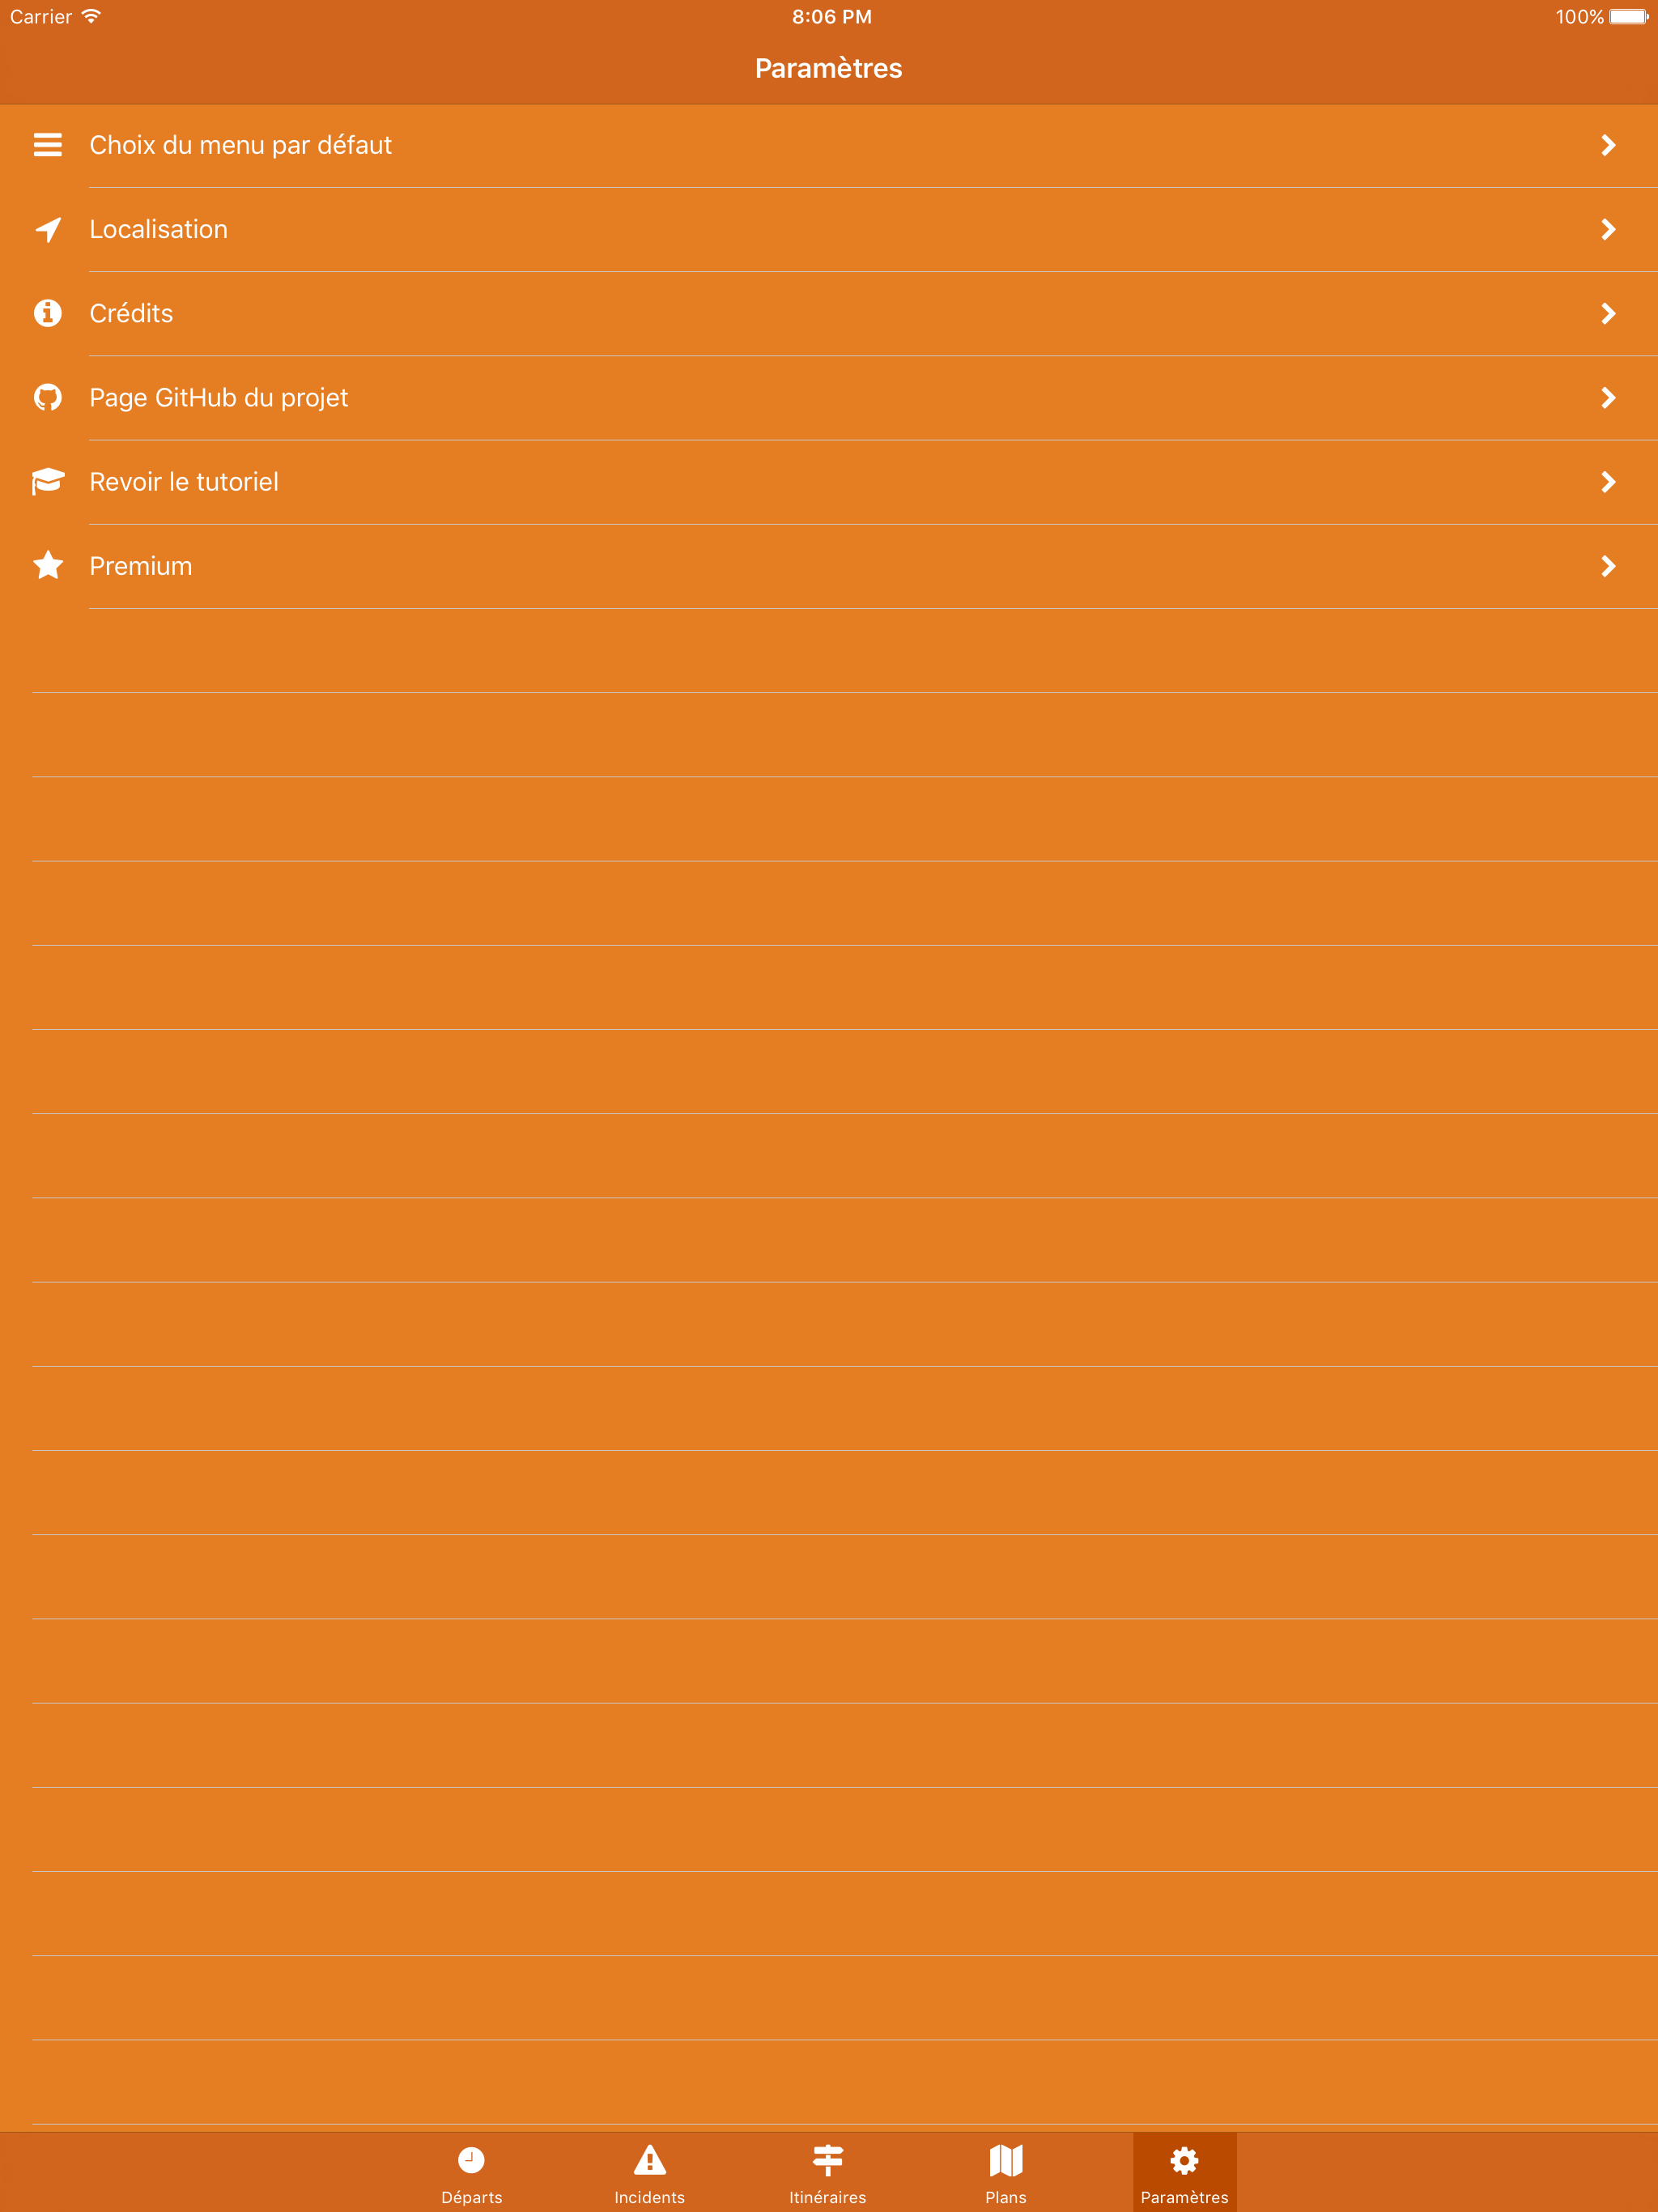 Carrier 8:06 PM 100%
Paramètres
Choix du menu par défaut
Localisation
Crédits
Page GitHub du projet
Revoir le tutoriel
Premium
Départs Incidents Itinéraires Plans Paramètres